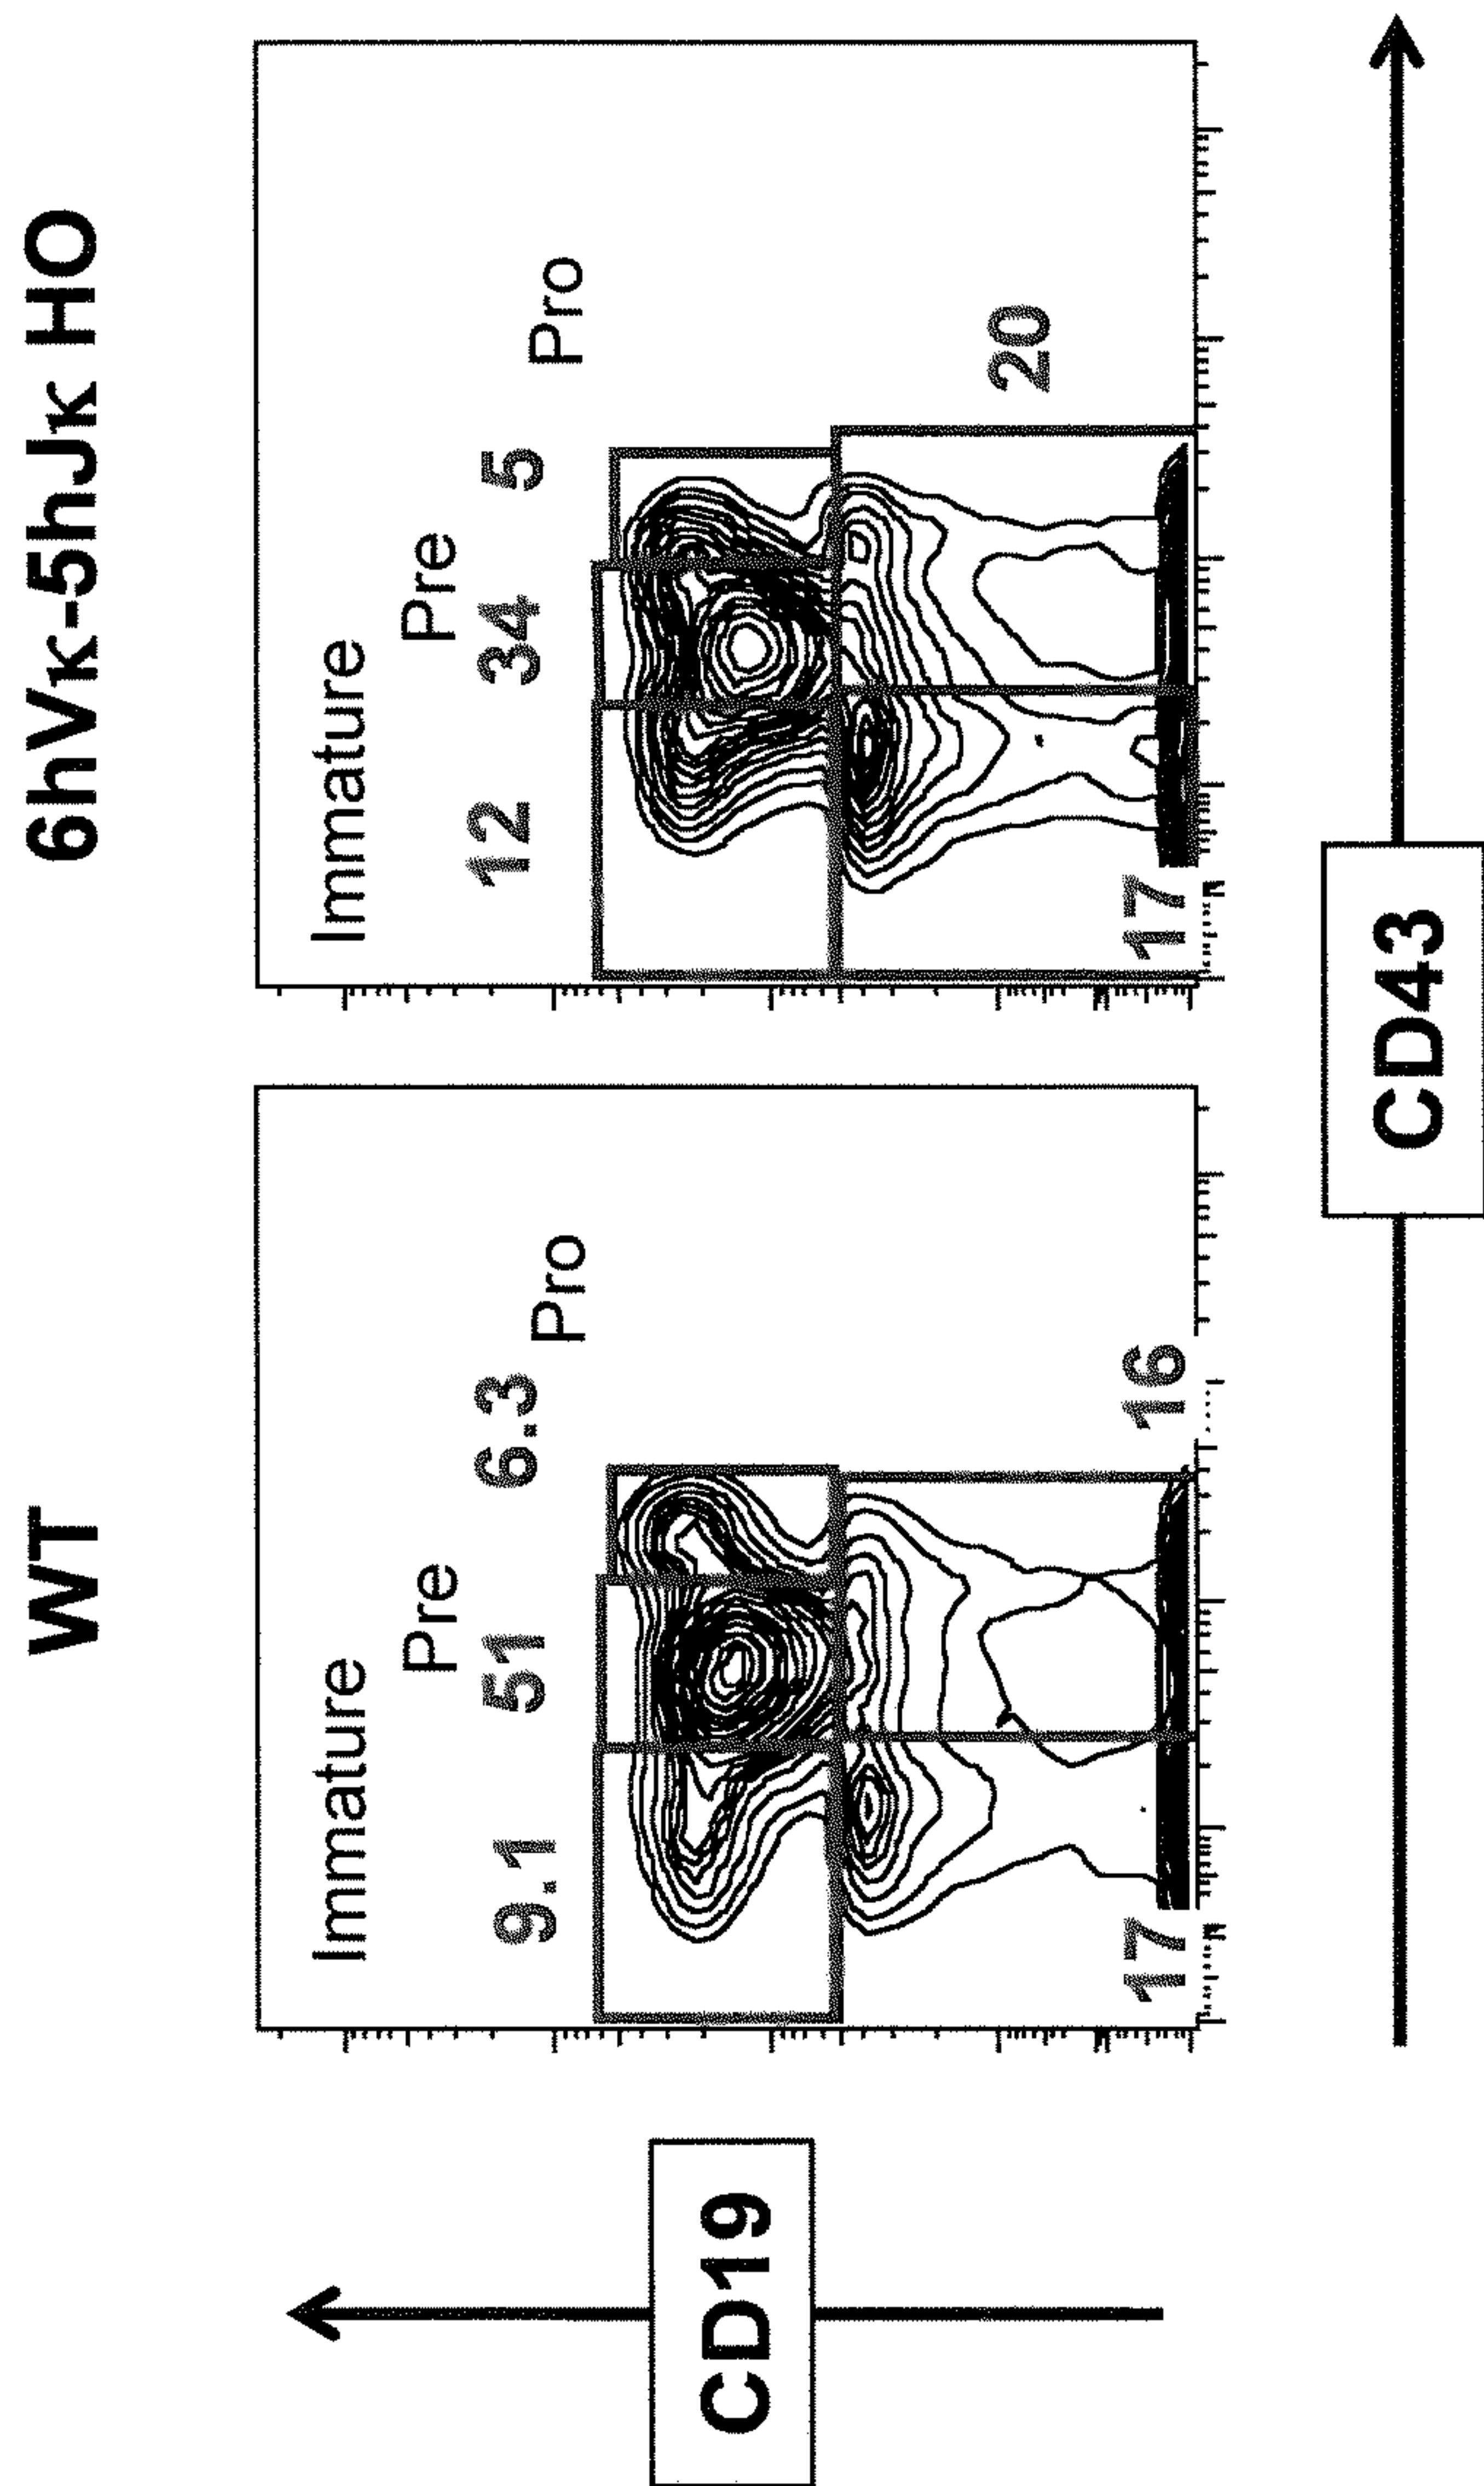 WT
6hVκ-5hJκ HO
Immature
Pre
Pro
9.1
51
6.3
17
16
Immature
Pre
Pro
12
34
5
17
20
CD19
CD43